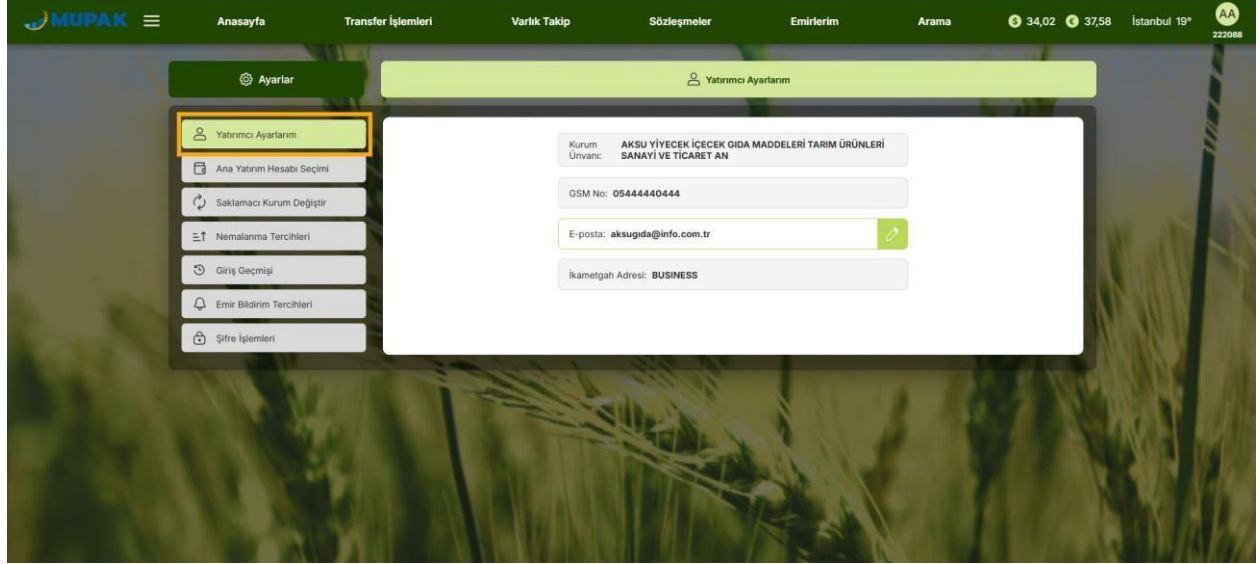 MUPAK
Anasayfa
Transfer İşlemleri
Varlık Takip
Sözleşmeler
Emirlerim
Arama
$ 34,02 € 37,58
İstanbul 19°
AA
222088
Ayarlar
Yatırımcı Ayarlarım
Yatırımcı Ayarlarım
Ana Yatırım Hesabı Seçimi
Saklamacı Kurum Değiştir
Nemalanma Tercihleri
Giriş Geçmişi
Emir Bildirim Tercihleri
Şifre İşlemleri
Kurum AKSU YİYECEK İÇECEK GIDA MADDELERİ TARIM ÜRÜNLERİ
Ünvanı: SANAYİ VE TİCARET AN
GSM No: 05444440444
E-posta: aksugıda@info.com.tr
İkametgah Adresi: BUSINESS